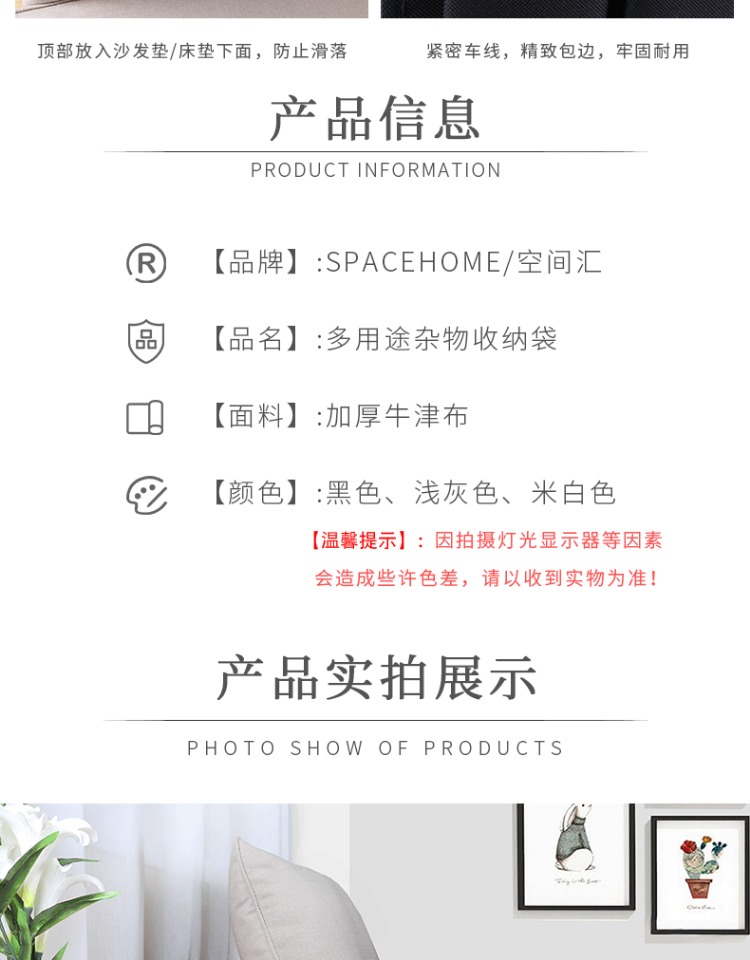 顶部放入沙发垫/床垫下面，防止滑落
紧密车线，精致包边，牢固耐用
产品信息
PRODUCT INFORMATION
®
【品牌】:SPACEHOME/空间汇
品
【品名】:多用途杂物收纳袋
【面料】:加厚牛津布
【颜色】:黑色、浅灰色、米白色
【温馨提示】：因拍摄灯光显示器等因素
会造成些许色差，请以收到实物为准！
产品实拍展示
PHOTO SHOW OF PRODUCTS